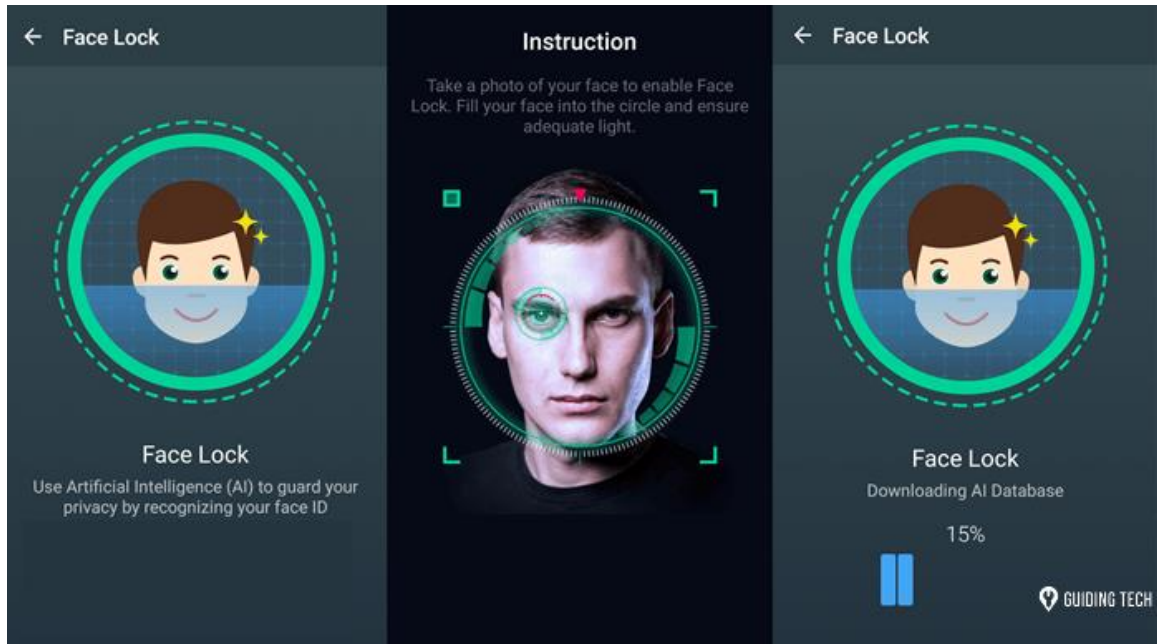 Face Lock
Face Lock
Use Artificial Intelligence (AI) to guard your
privacy by recognizing your face ID
Instruction
Take a photo of your face to enable Face
Lock. Fill your face into the circle and ensure
adequate light.
Face Lock
Face Lock
Downloading AI Database
15%
GUIDING TECH